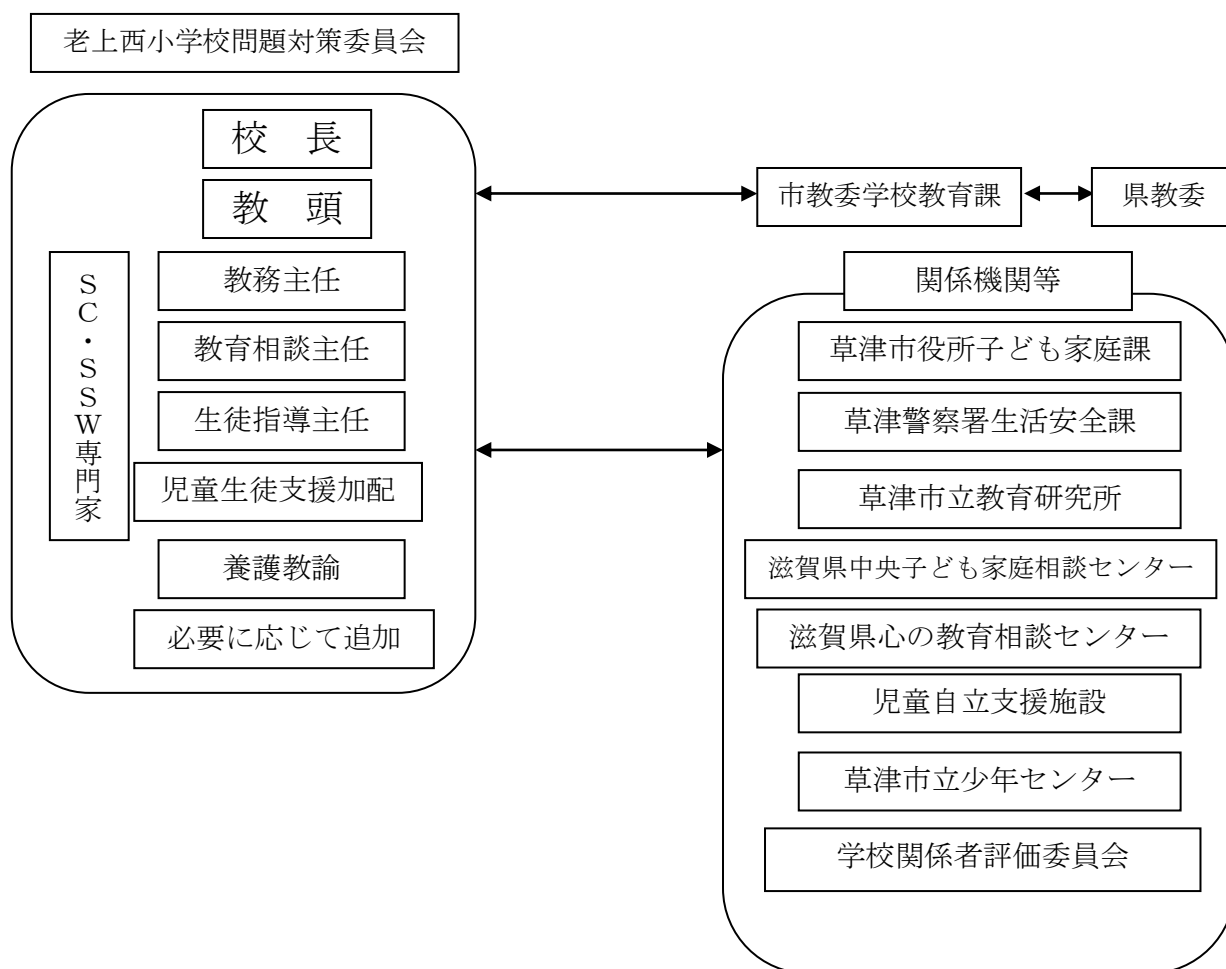 老上西小学校問題対策委員会
校　長
教　頭
SC・SSW専門家
教務主任
教育相談主任
生徒指導主任
児童生徒支援加配
養護教諭
必要に応じて追加
市教委学校教育課
県教委
関係機関等
草津市役所子ども家庭課
草津警察署生活安全課
草津市立教育研究所
滋賀県中央子ども家庭相談センター
滋賀県心の教育相談センター
児童自立支援施設
草津市立少年センター
学校関係者評価委員会